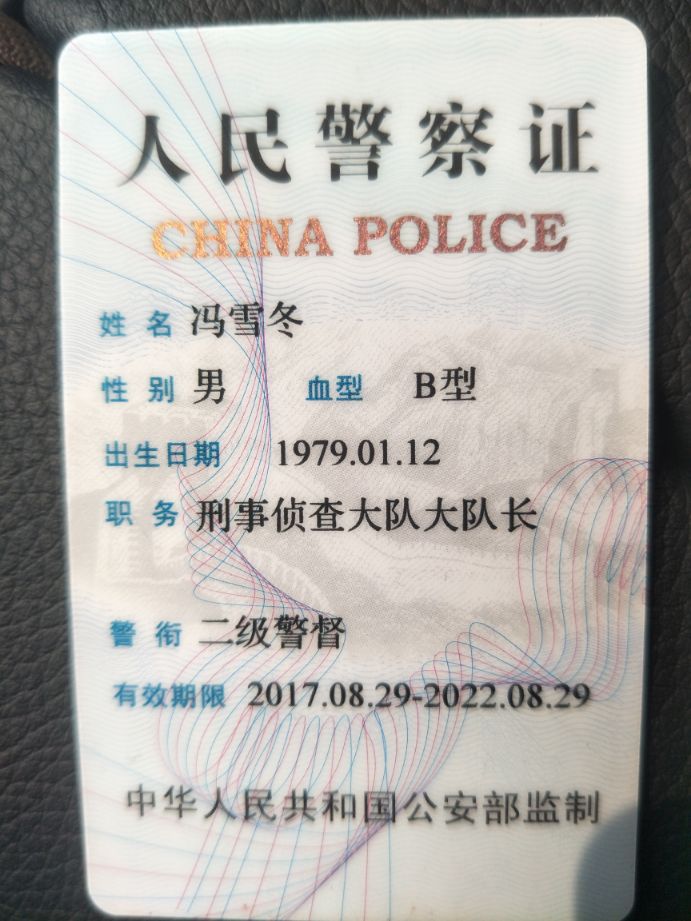 人民警察证
CHINA POLICE
姓名 冯雪冬
性别 男 血型 B型
出生日期 1979.01.12
职务 刑事侦查大队大队长
警衔 二级警督
有效期限 2017.08.29-2022.08.29
中华人民共和国公安部监制